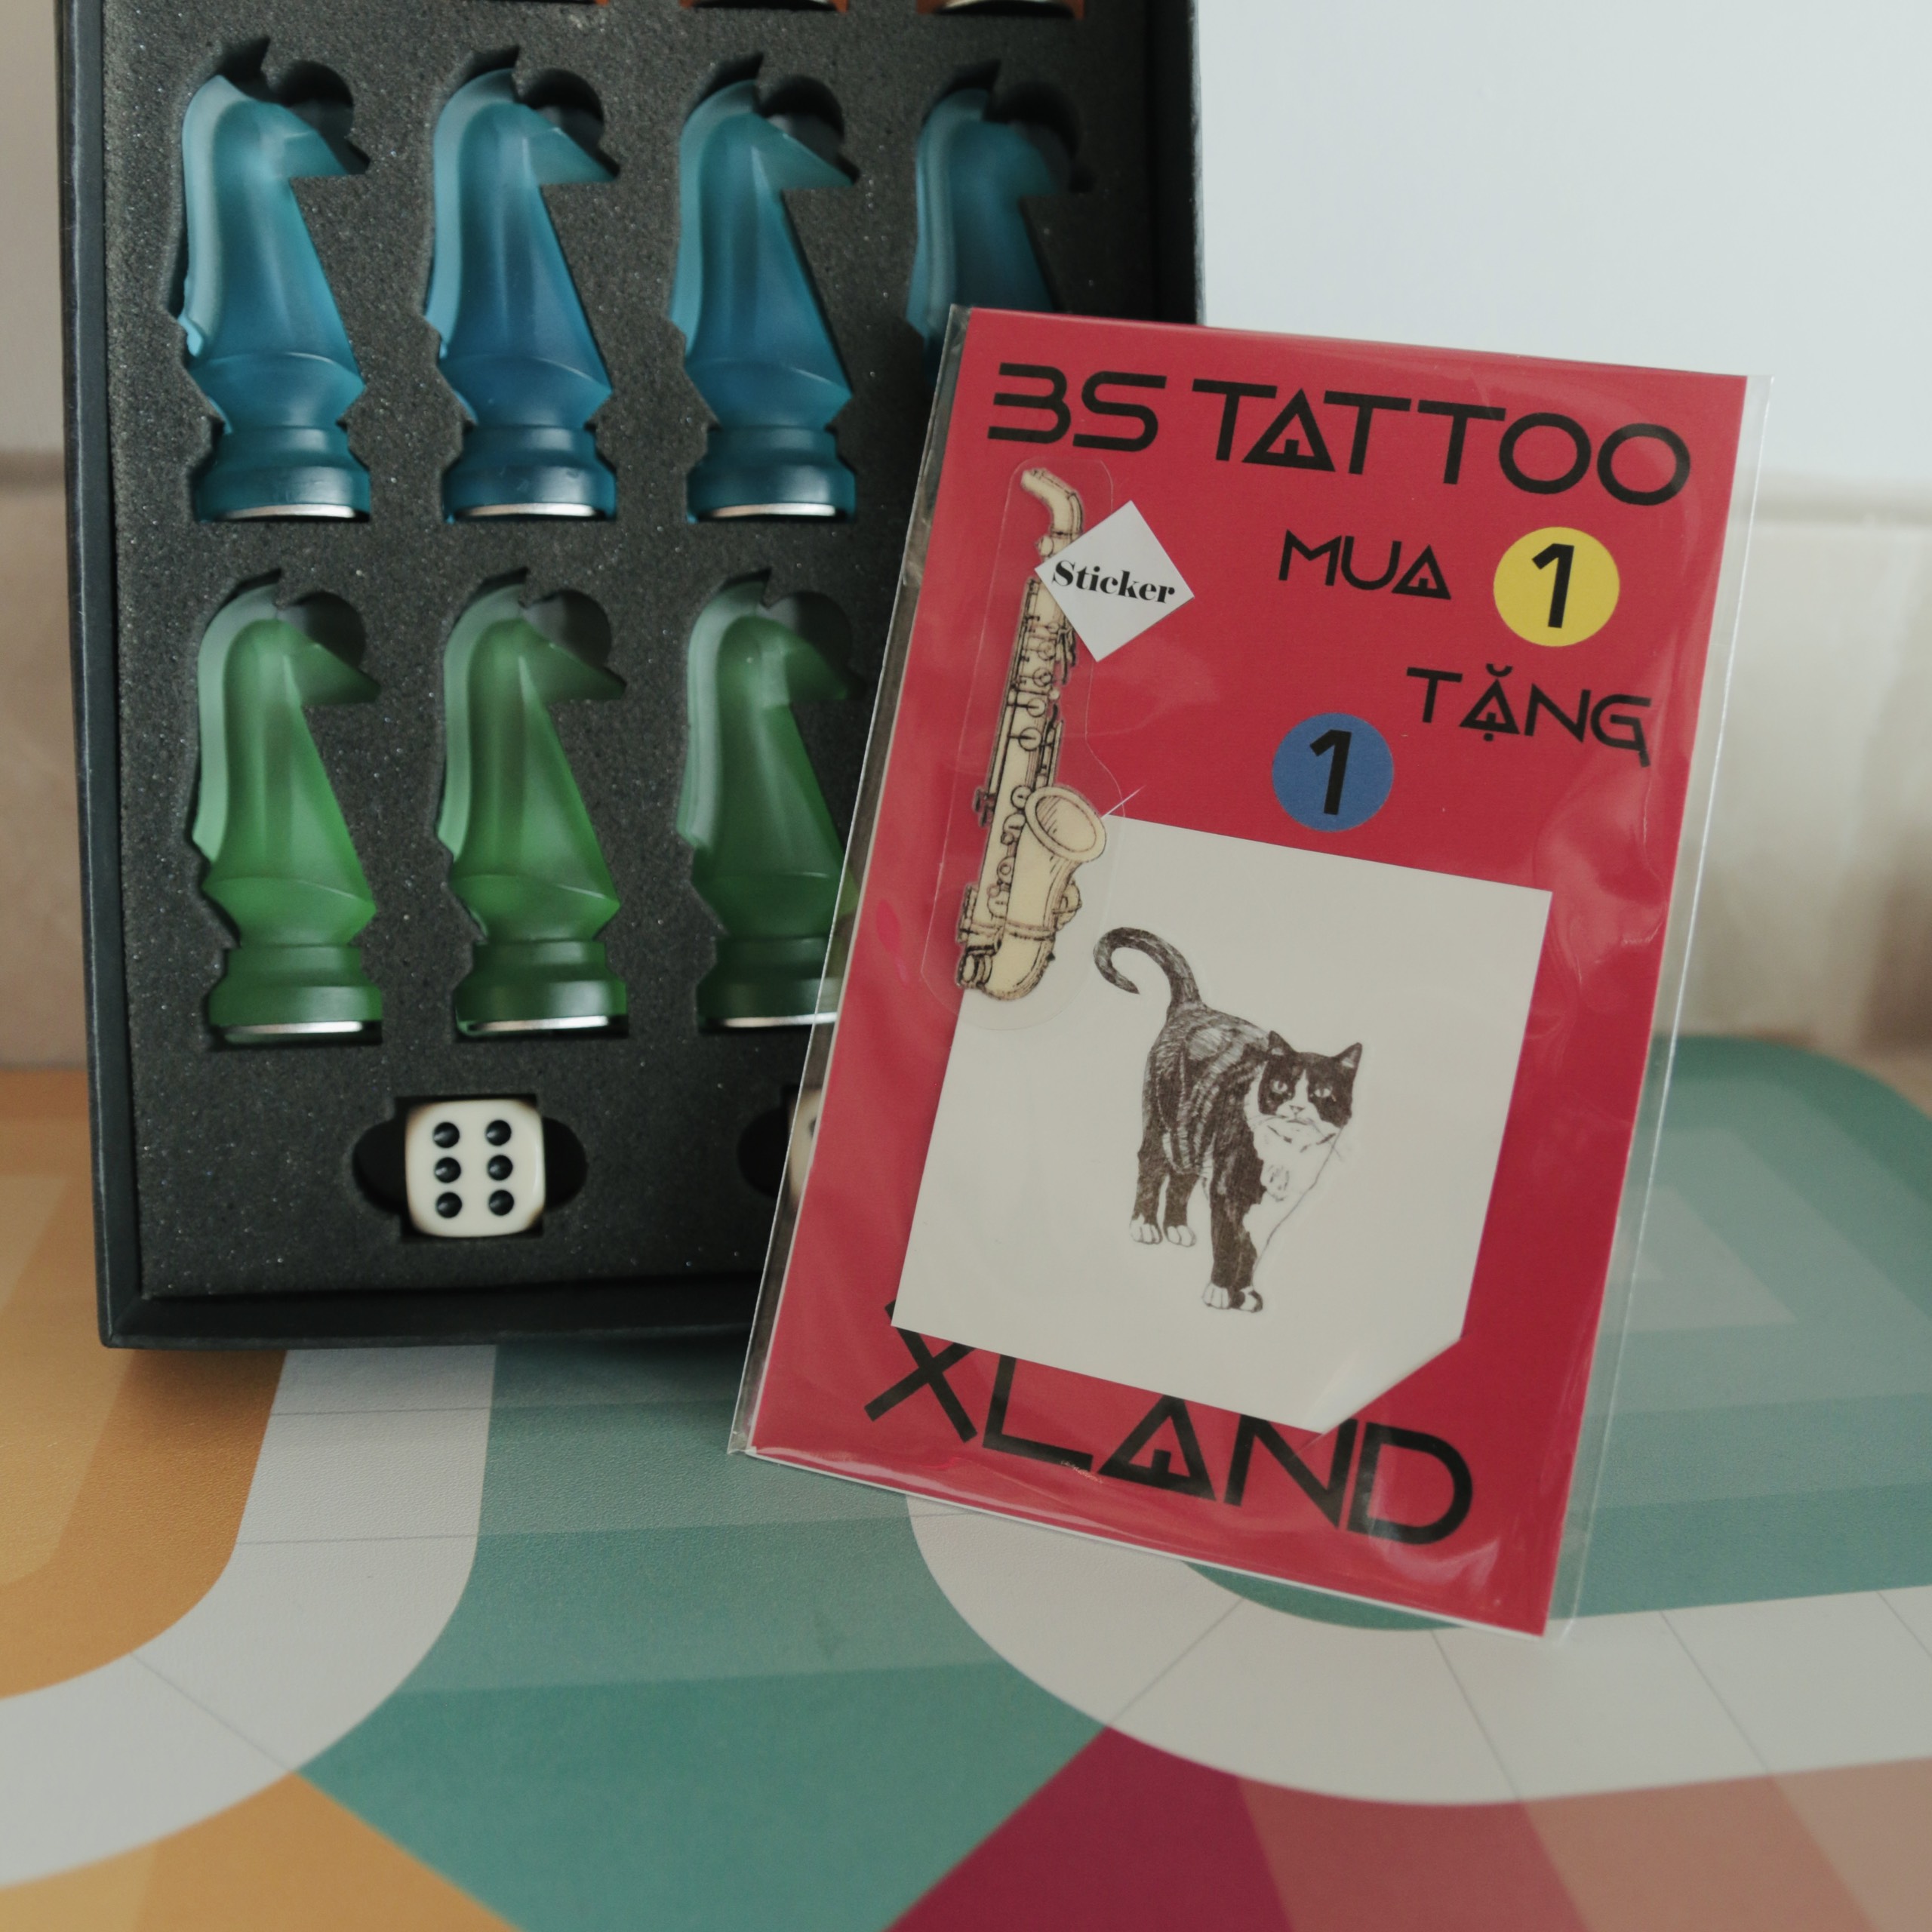 3S TATTOO
Sticker
MUA 1
TẶNG
1
XLAND